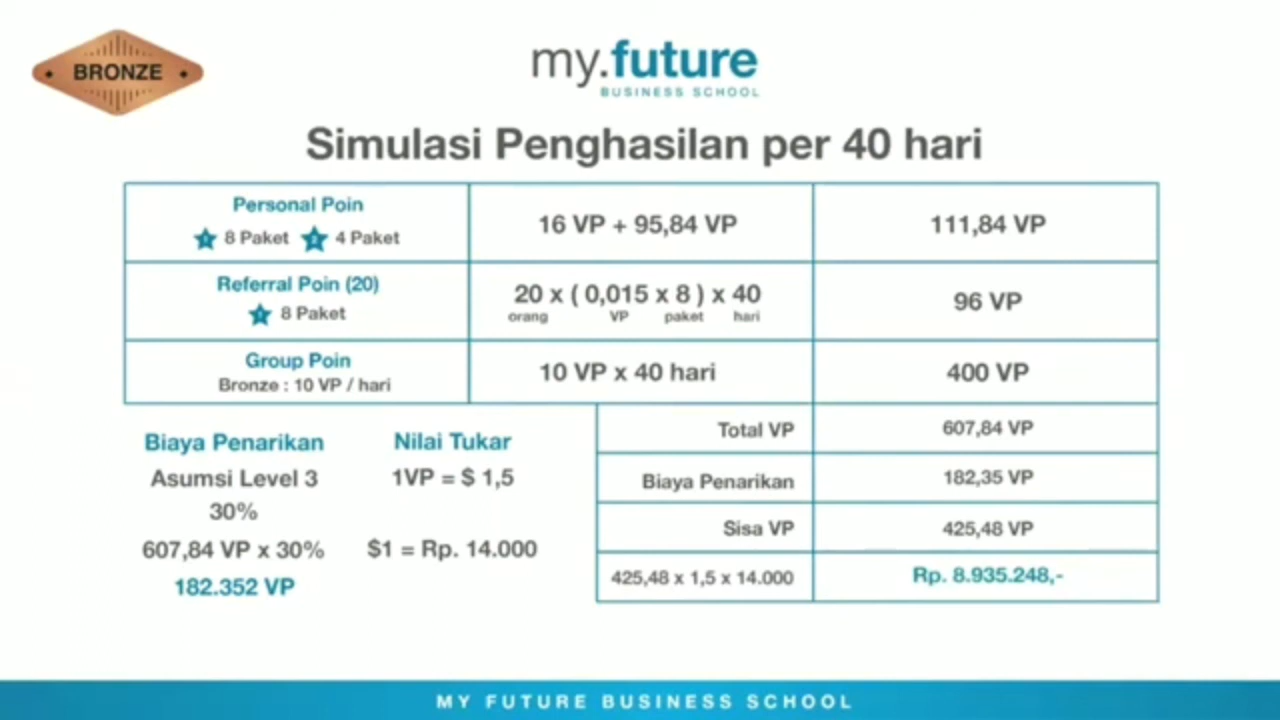 BRONZE
my.future
BUSINESS SCHOOL
Simulasi Penghasilan per 40 hari
Personal Poin
1 8 Paket 2 4 Paket
16 VP + 95,84 VP
111,84 VP
Referral Poin (20)
1 8 Paket
20 x ( 0,015 x 8 ) x 40
orang VP paket hari
96 VP
Group Poin
Bronze : 10 VP / hari
10 VP x 40 hari
400 VP
Biaya Penarikan
Asumsi Level 3
30%
607,84 VP x 30%
182.352 VP
Nilai Tukar
1VP = $ 1,5
$1 = Rp. 14.000
Total VP
607,84 VP
Biaya Penarikan
182,35 VP
Sisa VP
425,48 VP
425,48 x 1,5 x 14.000
Rp. 8.935.248,-
MY FUTURE BUSINESS SCHOOL